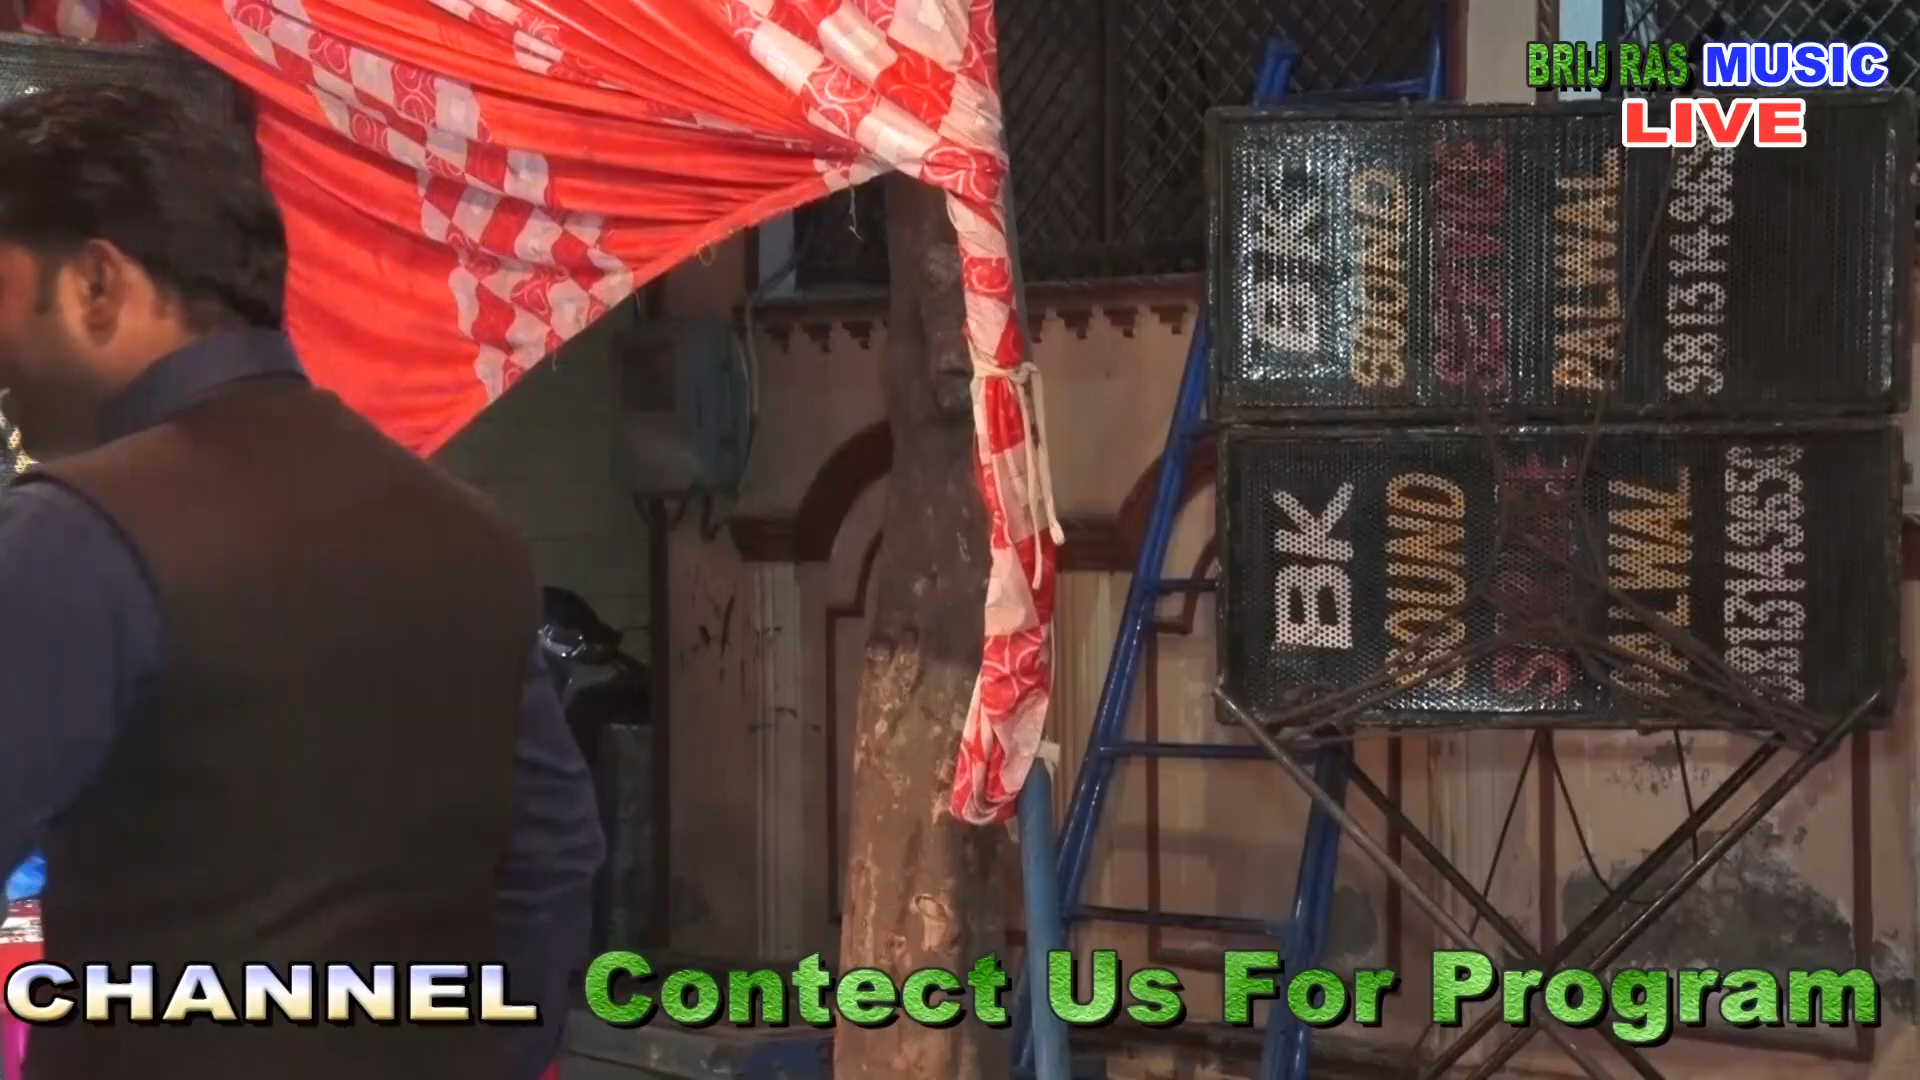 BRIJ RAS MUSIC
LIVE
BK
SOUND
PALWAL
BK
SOUND
PALWAL
CHANNEL Contect Us For Program